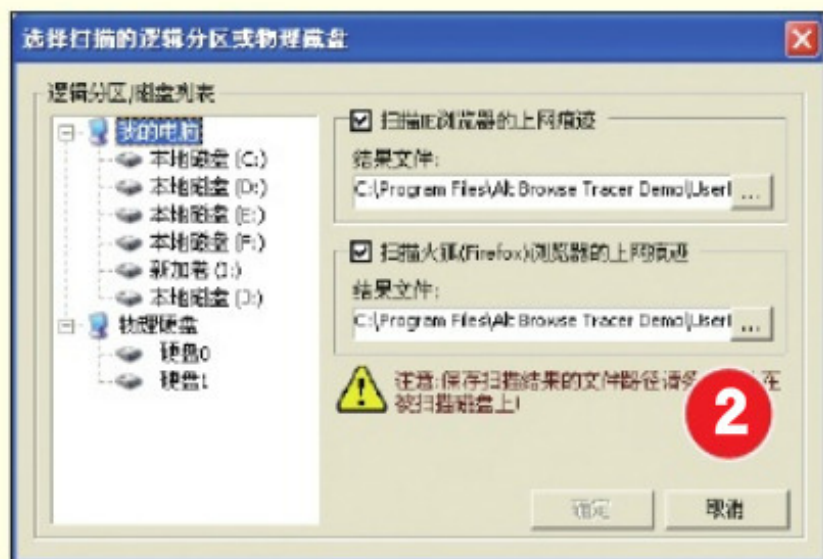 选择扫描的逻辑分区或物理磁盘
逻辑分区/磁盘列表
我的电脑
本地磁盘 (C:)
本地磁盘 (D:)
本地磁盘 (E:)
本地磁盘 (F:)
新加卷 (I:)
本地磁盘 (J:)
物理硬盘
硬盘0
硬盘1
扫描IE浏览器的上网痕迹
结果文件:
C:\Program Files\Alt Browse Tracer Demo\UserI
...
扫描火狐(Firefox)浏览器的上网痕迹
结果文件:
C:\Program Files\Alt Browse Tracer Demo\UserI
...
注意:保存扫描结果的文件路径请务 在
被扫描磁盘上!
2
确定
取消